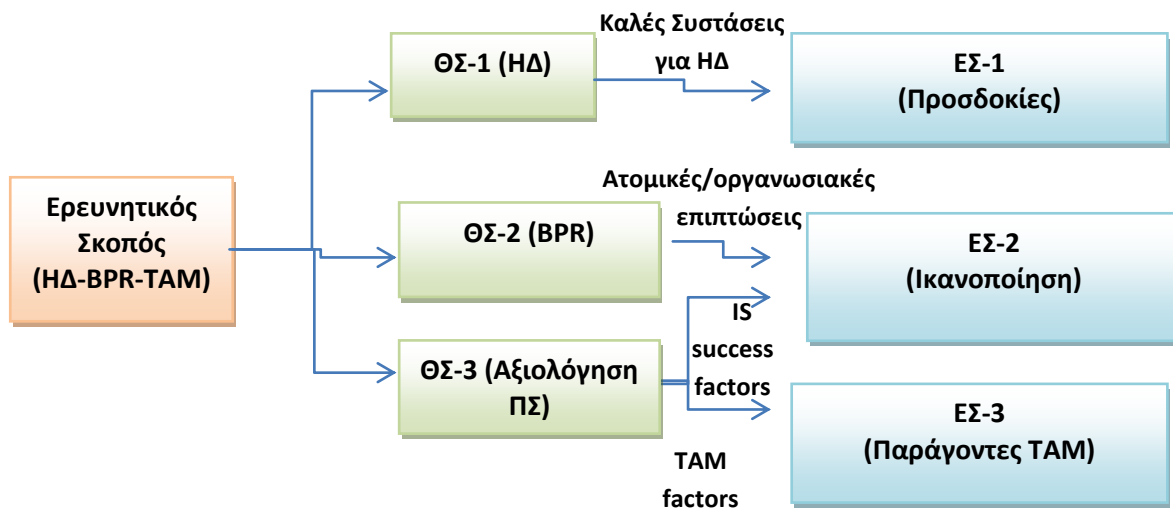 Ερευνητικός
Σκοπός
(ΗΔ-BPR-TAM)
ΘΣ-1 (ΗΔ)
Καλές Συστάσεις
για ΗΔ
ΕΣ-1
(Προσδοκίες)
ΘΣ-2 (BPR)
Ατομικές/οργανωσιακές
επιπτώσεις
ΕΣ-2
(Ικανοποίηση)
ΘΣ-3 (Αξιολόγηση
ΠΣ)
IS
success
factors
TAM
factors
ΕΣ-3
(Παράγοντες TAM)